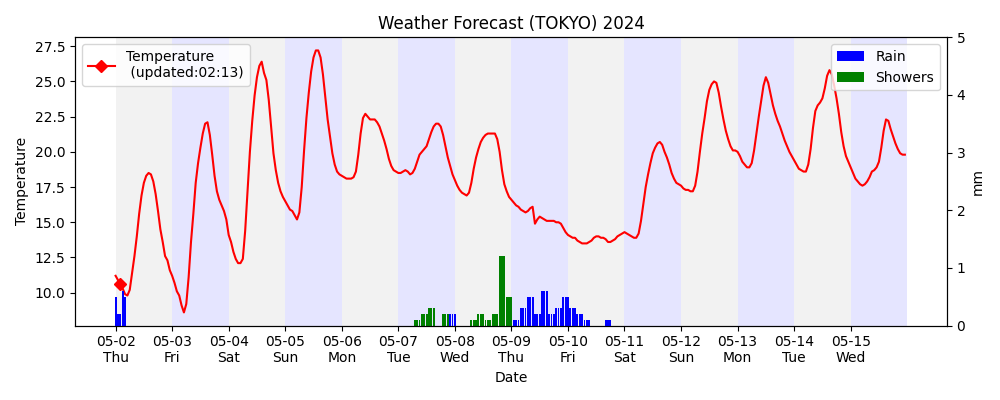 Weather Forecast (TOKYO) 2024
Temperature
(updated:02:13)
Rain
Showers
27.5
25.0
22.5
20.0
17.5
15.0
12.5
10.0
Temperature
5
4
3
2
1
0
mm
05-02 05-03 05-04 05-05 05-06 05-07 05-08 05-09 05-10 05-11 05-12 05-13 05-14 05-15
Thu Fri Sat Sun Mon Tue Wed Thu Fri Sat Sun Mon Tue Wed
Date